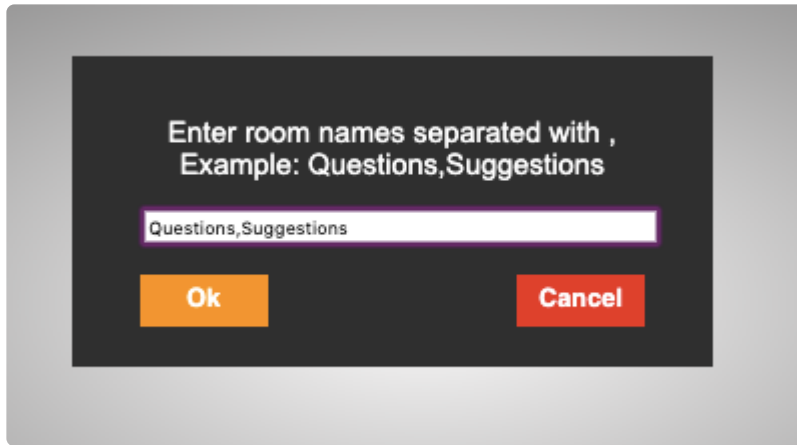 Enter room names separated with ,
Example: Questions,Suggestions
Questions,Suggestions
Ok
Cancel